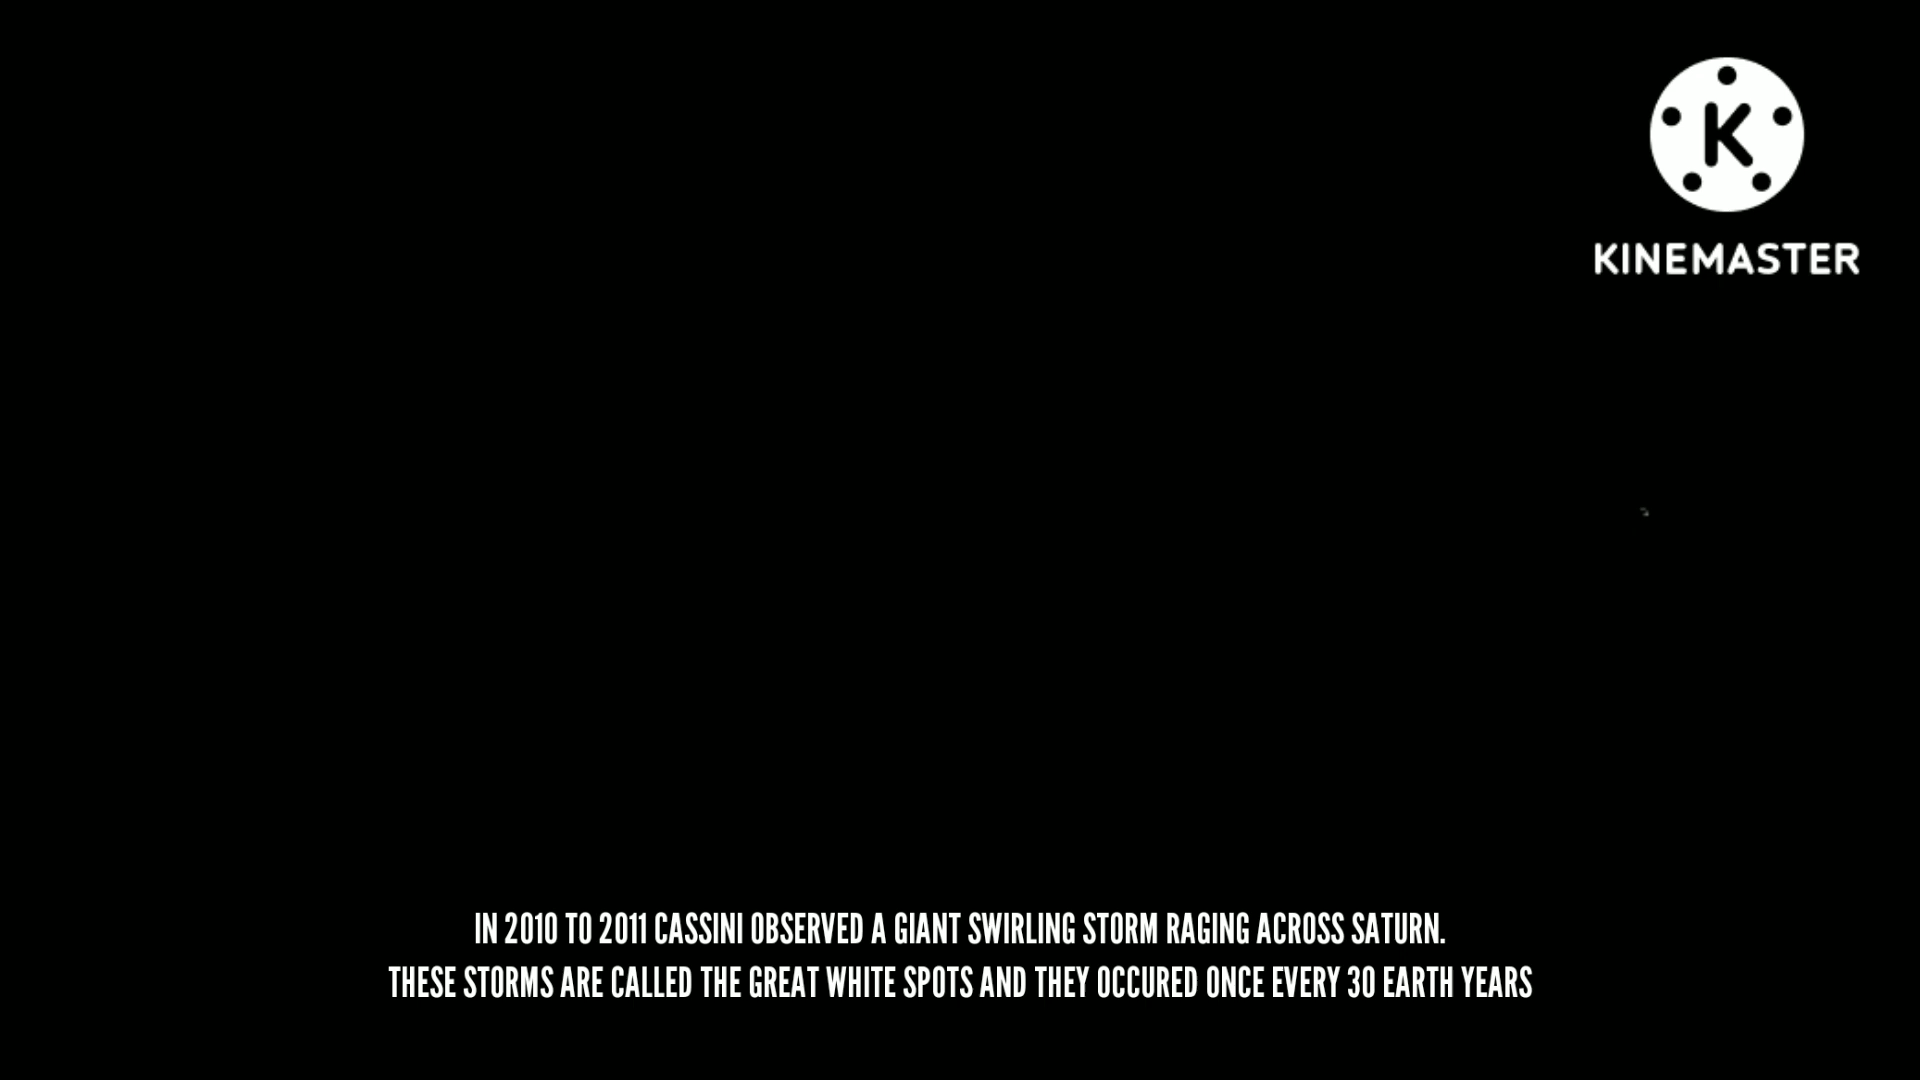 K
KINEMASTER
IN 2010 TO 2011 CASSINI OBSERVED A GIANT SWIRLING STORM RAGING ACROSS SATURN.
THESE STORMS ARE CALLED THE GREAT WHITE SPOTS AND THEY OCCURED ONCE EVERY 30 EARTH YEARS